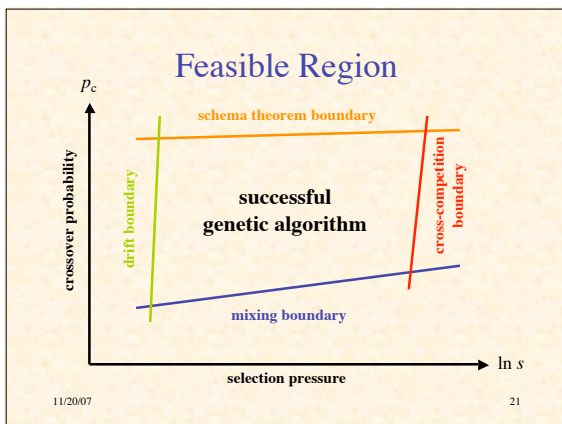 Feasible Region
pc
schema theorem boundary
crossover probability
drift boundary
successful
genetic algorithm
cross-competition
boundary
mixing boundary
ln s
selection pressure
11/20/07
21